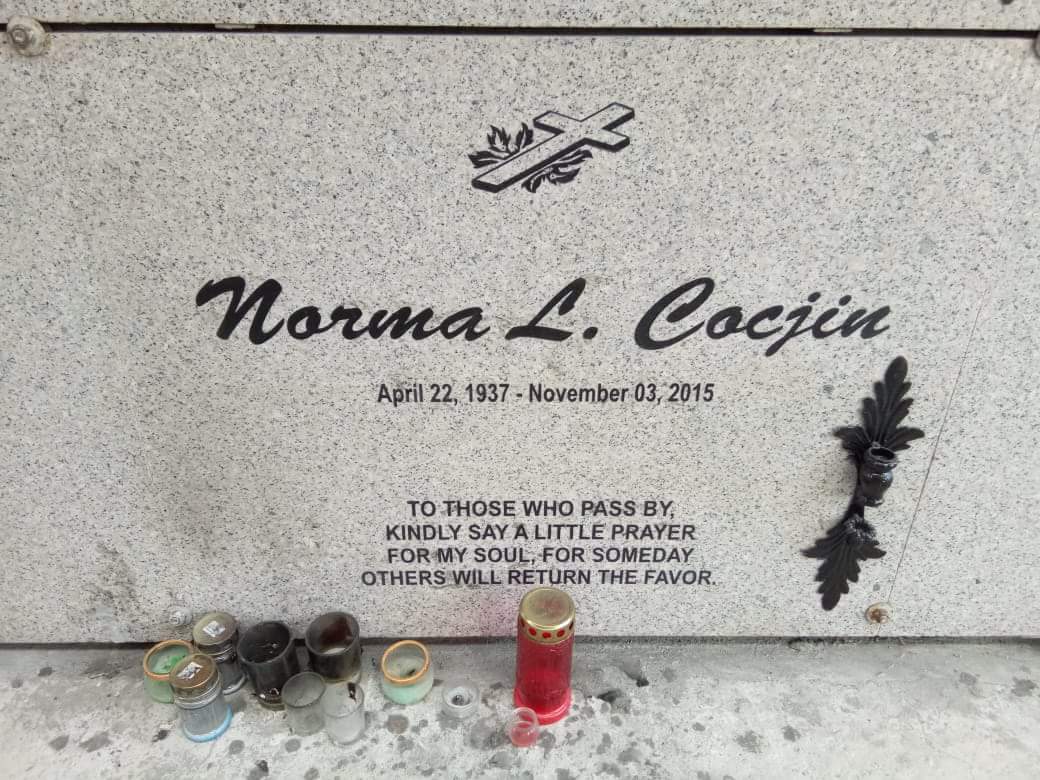 Norma L. Cocjin
April 22, 1937 - November 03, 2015
TO THOSE WHO PASS BY,
KINDLY SAY A LITTLE PRAYER
FOR MY SOUL, FOR SOMEDAY
OTHERS WILL RETURN THE FAVOR.